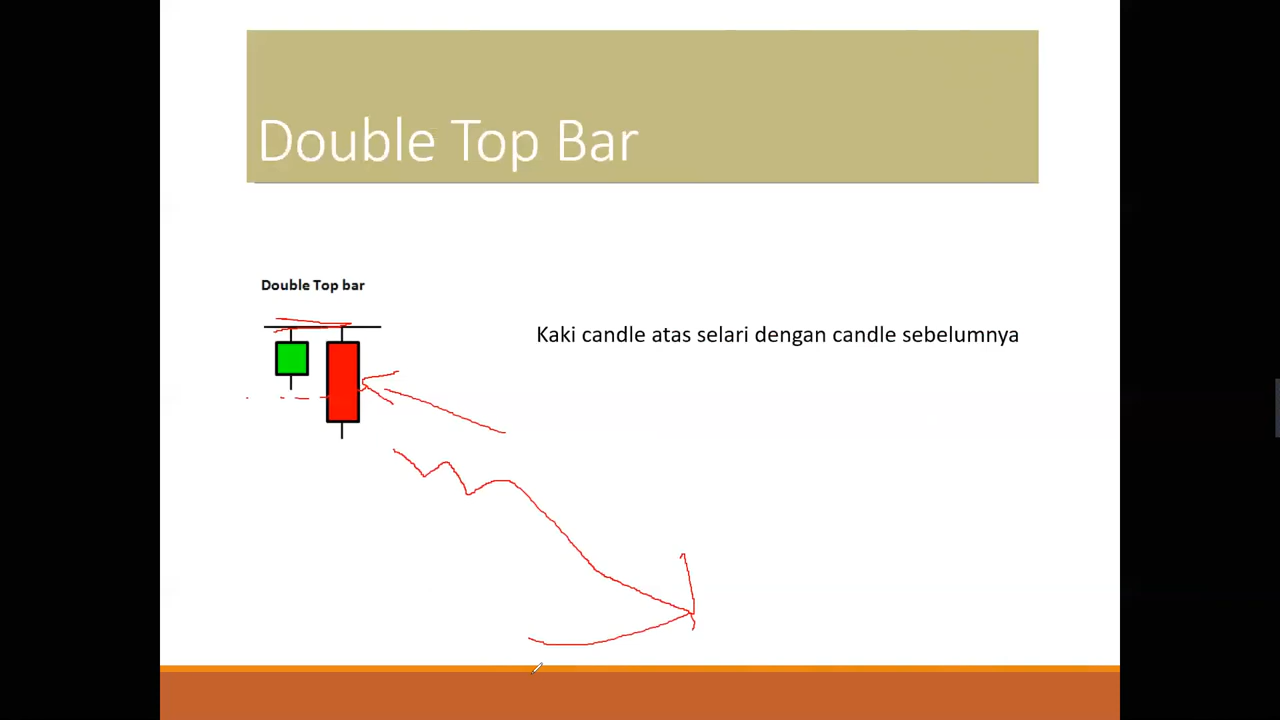 Double Top Bar
Double Top bar
Kaki candle atas selari dengan candle sebelumnya